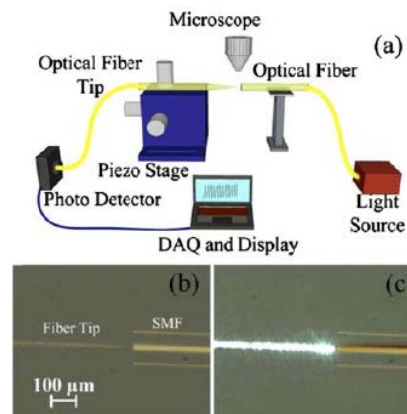 Microscope
(a)
Optical Fiber
Tip
Optical Fiber
Piezo Stage
Photo Detector
Light
Source
DAQ and Display
(b)
(c)
Fiber Tip
SMF
100 µm